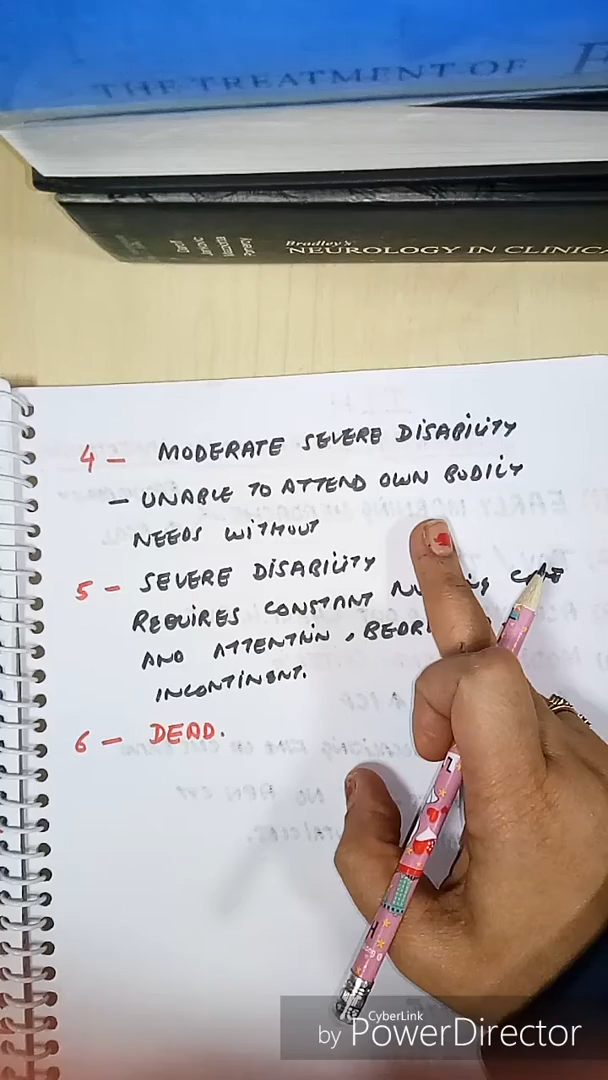 THE TREATMENT OF
Bradley's
NEUROLOGY IN
4 - MODERATE SEVERE DISABILITY
- UNABLE TO ATTEND OWN BODILY
NEEDS WITHOUT
5 - SEVERE DISABILITY
REQUIRES CONSTANT
AND ATTENTION,
INCONTINENT.
6 - DEAD.
CyberLink
by PowerDirector